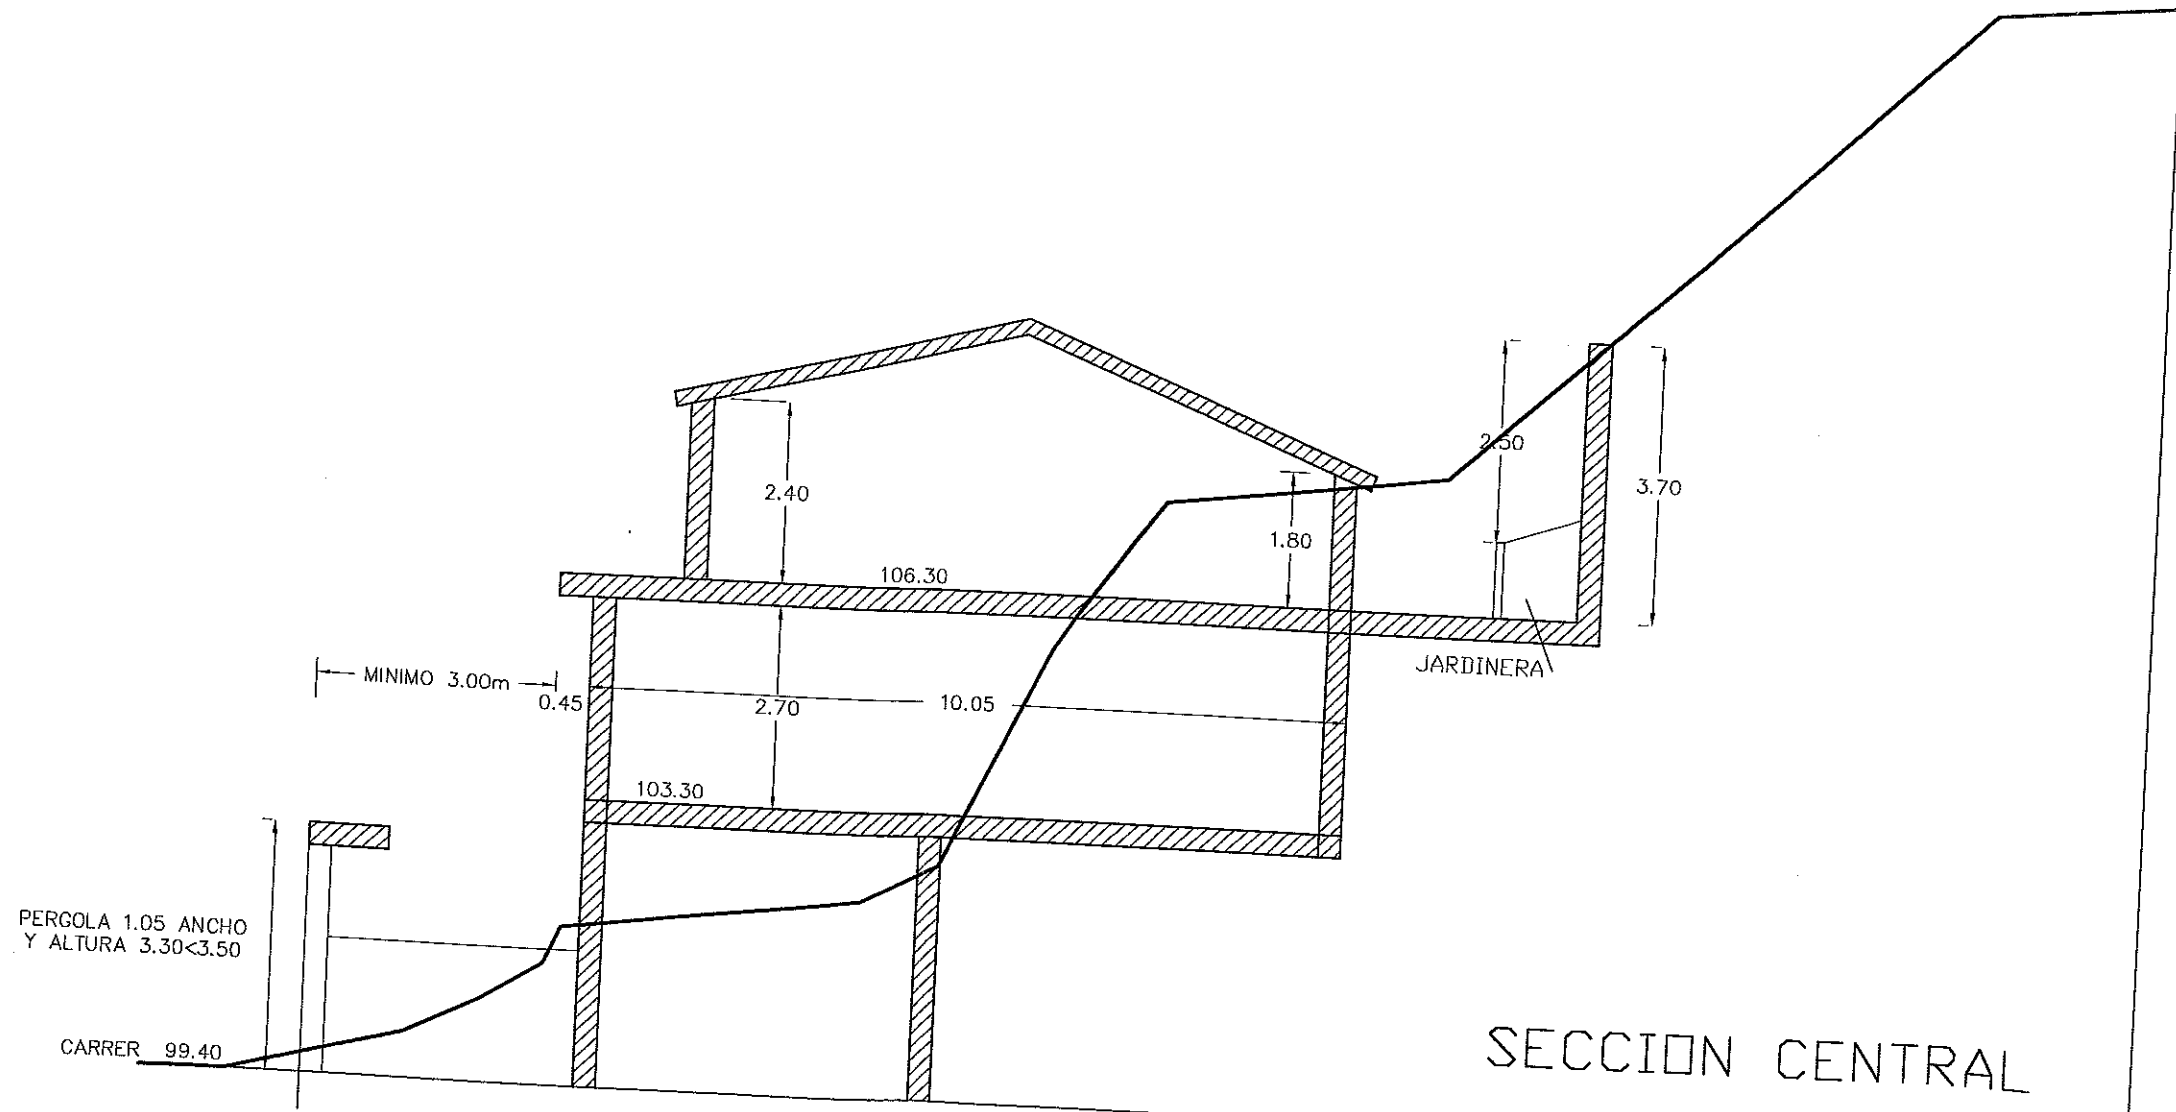 2.50
3.70
2.40
1.80
106.30
JARDINERA
MINIMO 3.00m
0.45
2.70
10.05
103.30
PERGOLA 1.05 ANCHO
Y ALTURA 3.30<3.50
CARRER 99.40
SECCION CENTRAL